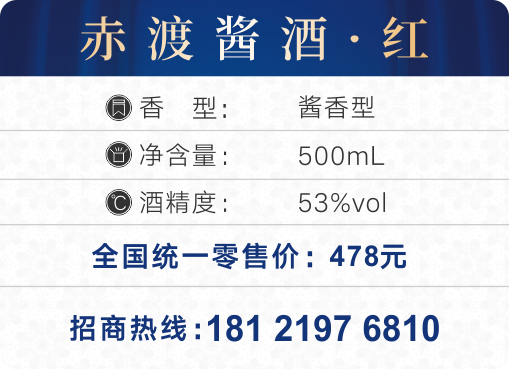 赤渡酱酒·红
香 型: 酱香型
净含量: 500mL
酒精度: 53%vol
全国统一零售价: 478元
招商热线:181 2197 6810